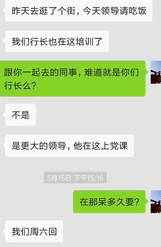 昨天去逛了个街，今天领导请吃饭
我们行长也在这培训了
跟你一起去的同事，难道就是你们
行长么？
不是
是更大的领导，他在这上党课
5月15日 下午15:16
在那呆多久要？
我们周六回